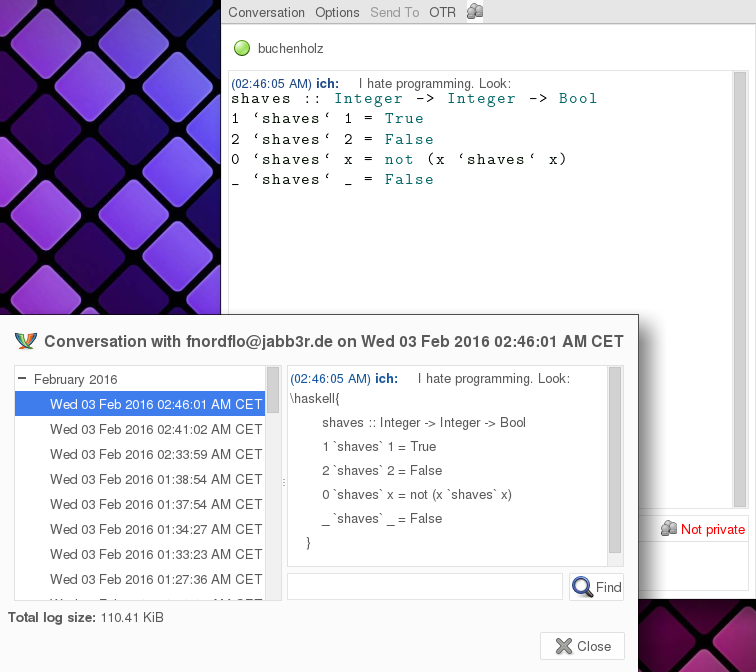 Conversation Options Send To OTR
buchenholz
(02:46:05 AM) ich: I hate programming. Look:
shaves :: Integer -> Integer -> Bool
1 ‘shaves‘ 1 = True
2 ‘shaves‘ 2 = False
0 ‘shaves‘ x = not (x ‘shaves‘ x)
_ ‘shaves‘ _ = False
Not private
Conversation with fnordflo@jabb3r.de on Wed 03 Feb 2016 02:46:01 AM CET
February 2016
Wed 03 Feb 2016 02:46:01 AM CET
Wed 03 Feb 2016 02:41:02 AM CET
Wed 03 Feb 2016 02:33:59 AM CET
Wed 03 Feb 2016 01:38:54 AM CET
Wed 03 Feb 2016 01:37:54 AM CET
Wed 03 Feb 2016 01:34:27 AM CET
Wed 03 Feb 2016 01:33:23 AM CET
Wed 03 Feb 2016 01:27:36 AM CET
(02:46:05 AM) ich: I hate programming. Look:
\haskell{
shaves :: Integer -> Integer -> Bool
1 `shaves` 1 = True
2 `shaves` 2 = False
0 `shaves` x = not (x `shaves` x)
_ `shaves` _ = False
}
Find
Total log size: 110.41 KiB
Close